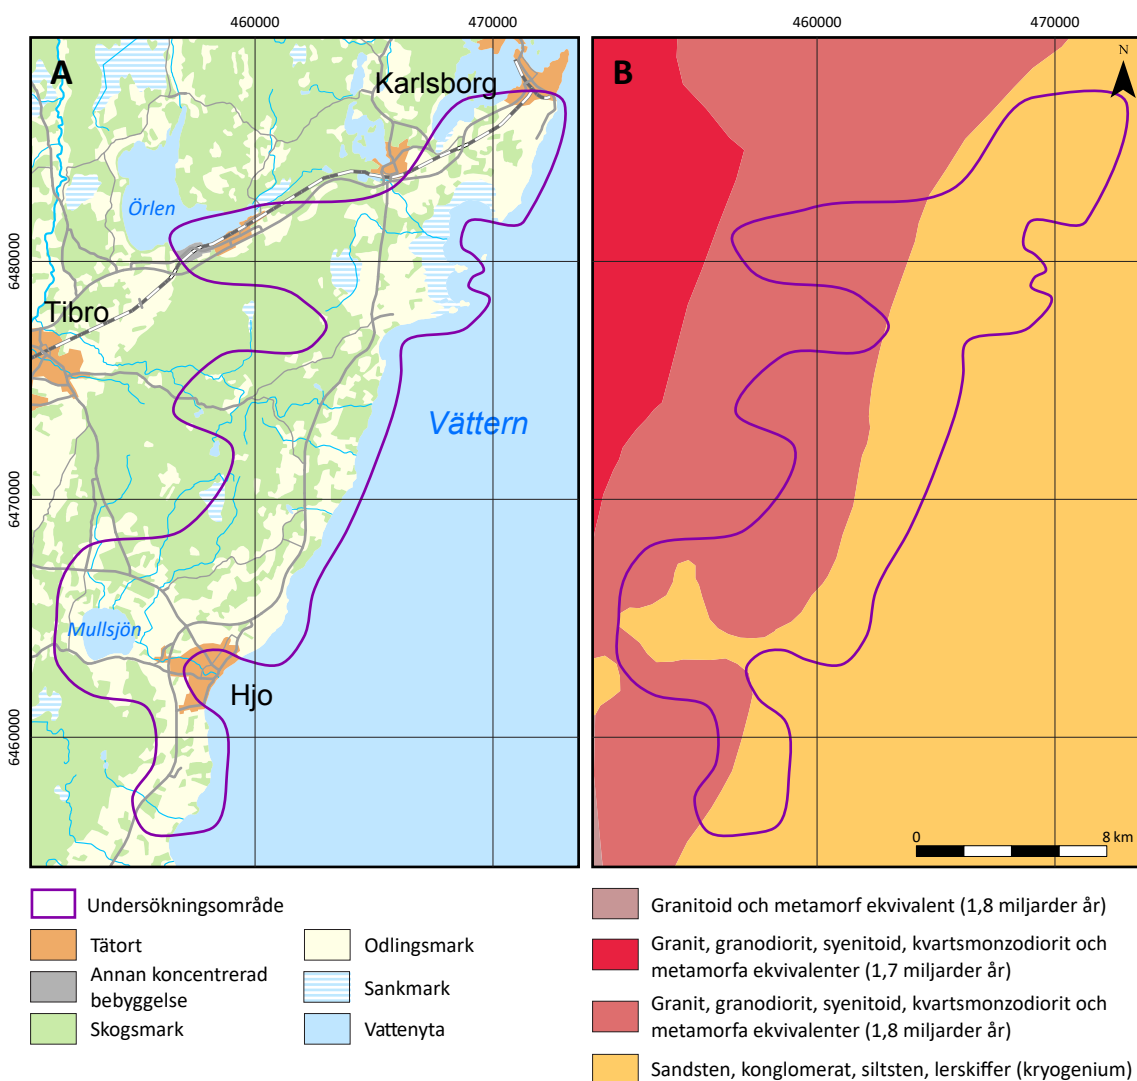 460000
470000
460000
470000
A
Karlsborg
B
N
Örlen
6480000
Tibro
Vättern
6470000
Mullsjön
Hjo
6460000
0
8 km
Undersökningsområde
Tätort
Annan koncentrerad
bebyggelse
Skogsmark
Odlingsmark
Sankmark
Vattenyta
Granitoid och metamorf ekvivalent (1,8 miljarder år)
Granit, granodiorit, syenitoid, kvartsmonzodiorit och
metamorfa ekvivalenter (1,7 miljarder år)
Granit, granodiorit, syenitoid, kvartsmonzodiorit och
metamorfa ekvivalenter (1,8 miljarder år)
Sandsten, konglomerat, siltsten, lerskiffer (kryogenium)